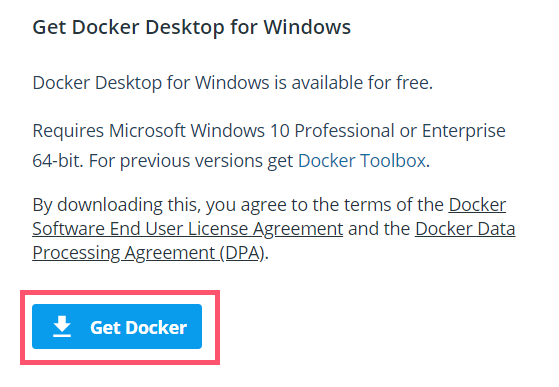 Get Docker Desktop for Windows
Docker Desktop for Windows is available for free.
Requires Microsoft Windows 10 Professional or Enterprise
64-bit. For previous versions get Docker Toolbox.
By downloading this, you agree to the terms of the Docker
Software End User License Agreement and the Docker Data
Processing Agreement (DPA).
Get Docker